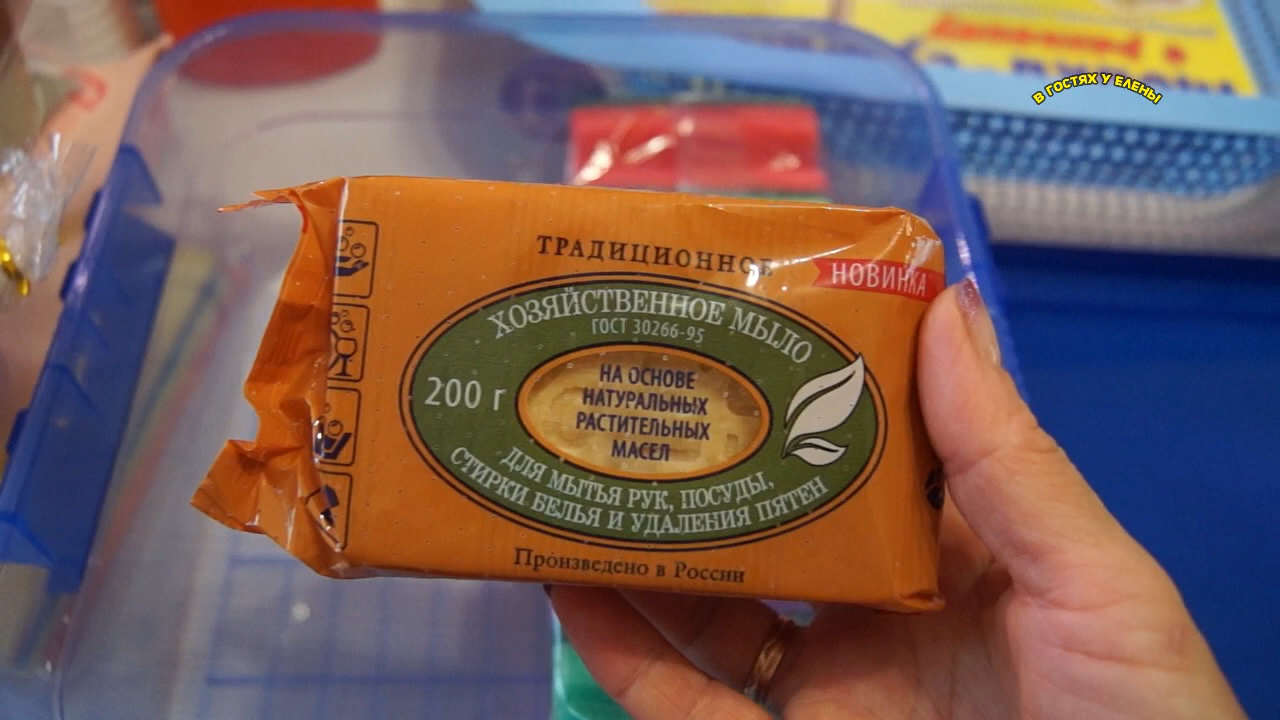 В ГОСТЯХ У ЕЛЕНЫ
ТРАДИЦИОННОЕ
НОВИНКА
ХОЗЯЙСТВЕННОЕ МЫЛО
ГОСТ 30266-95
200 г
НА ОСНОВЕ
НАТУРАЛЬНЫХ
РАСТИТЕЛЬНЫХ
МАСЕЛ
ДЛЯ МЫТЬЯ РУК, ПОСУДЫ,
СТИРКИ БЕЛЬЯ И УДАЛЕНИЯ ПЯТЕН
Произведено в России